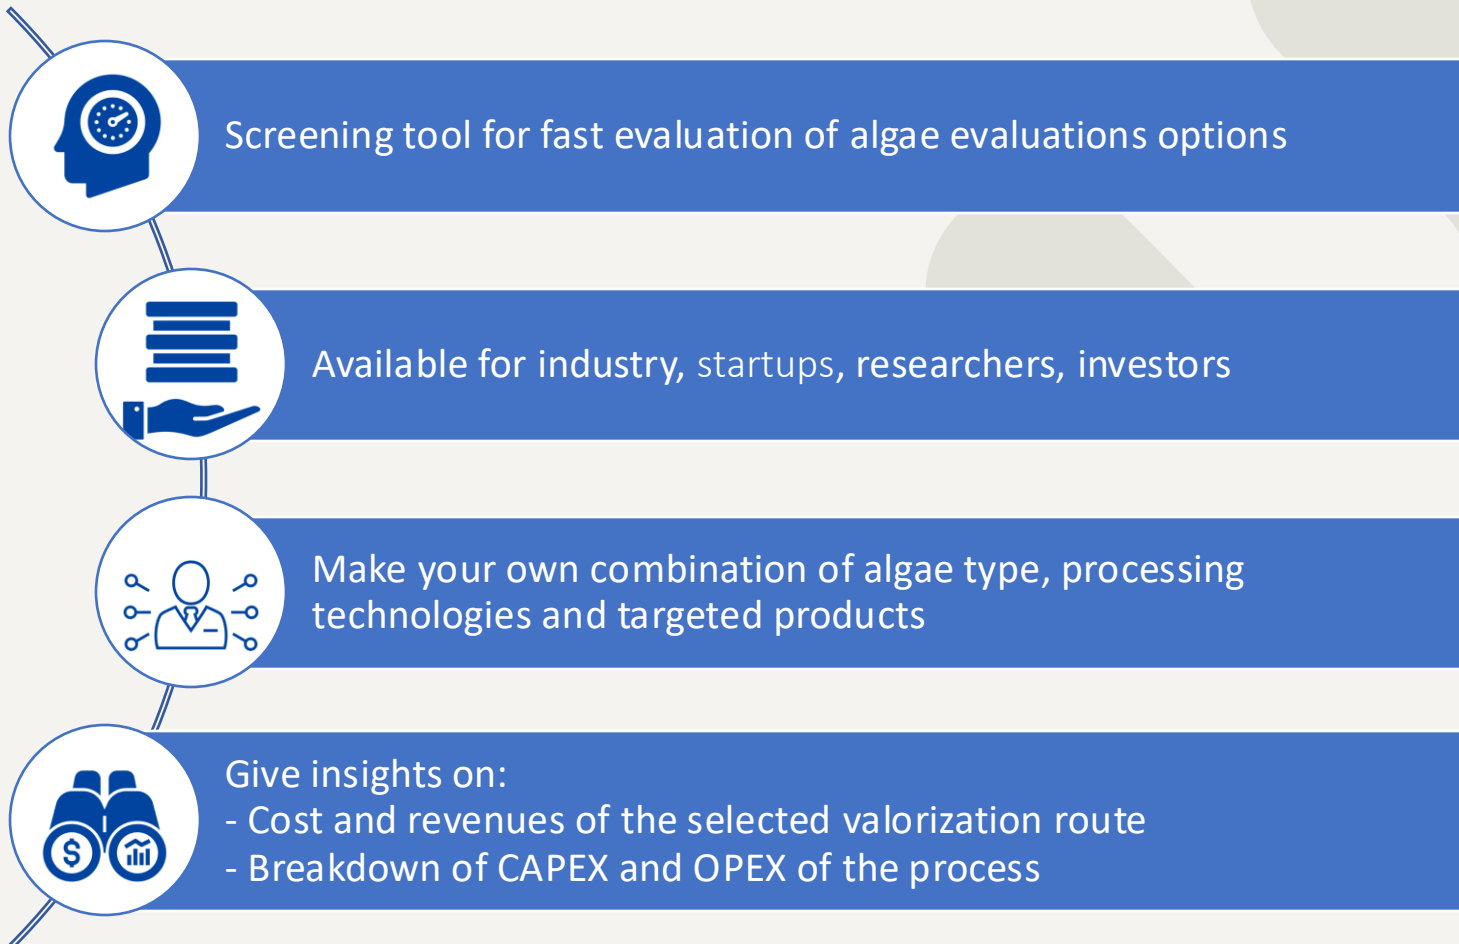 Screening tool for fast evaluation of algae evaluations options
Available for industry, startups, researchers, investors
Make your own combination of algae type, processing
technologies and targeted products
Give insights on:
- Cost and revenues of the selected valorization route
- Breakdown of CAPEX and OPEX of the process
$